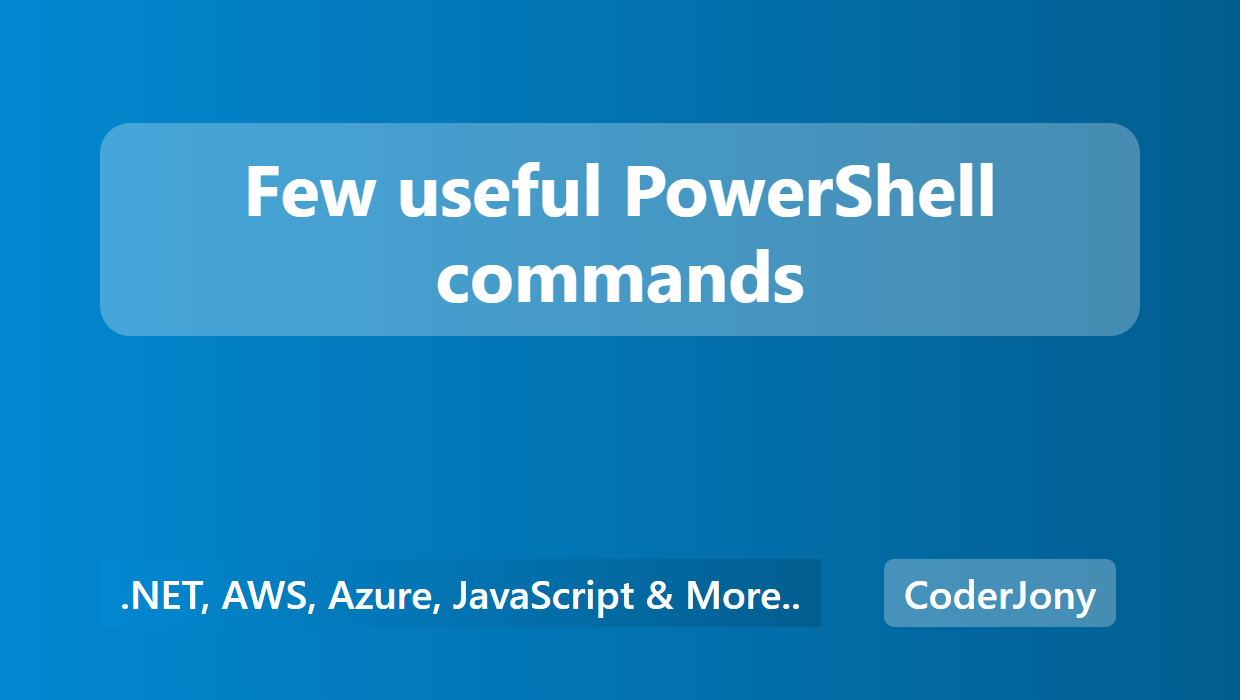 Few useful PowerShell
commands
.NET, AWS, Azure, JavaScript & More..
CoderJony